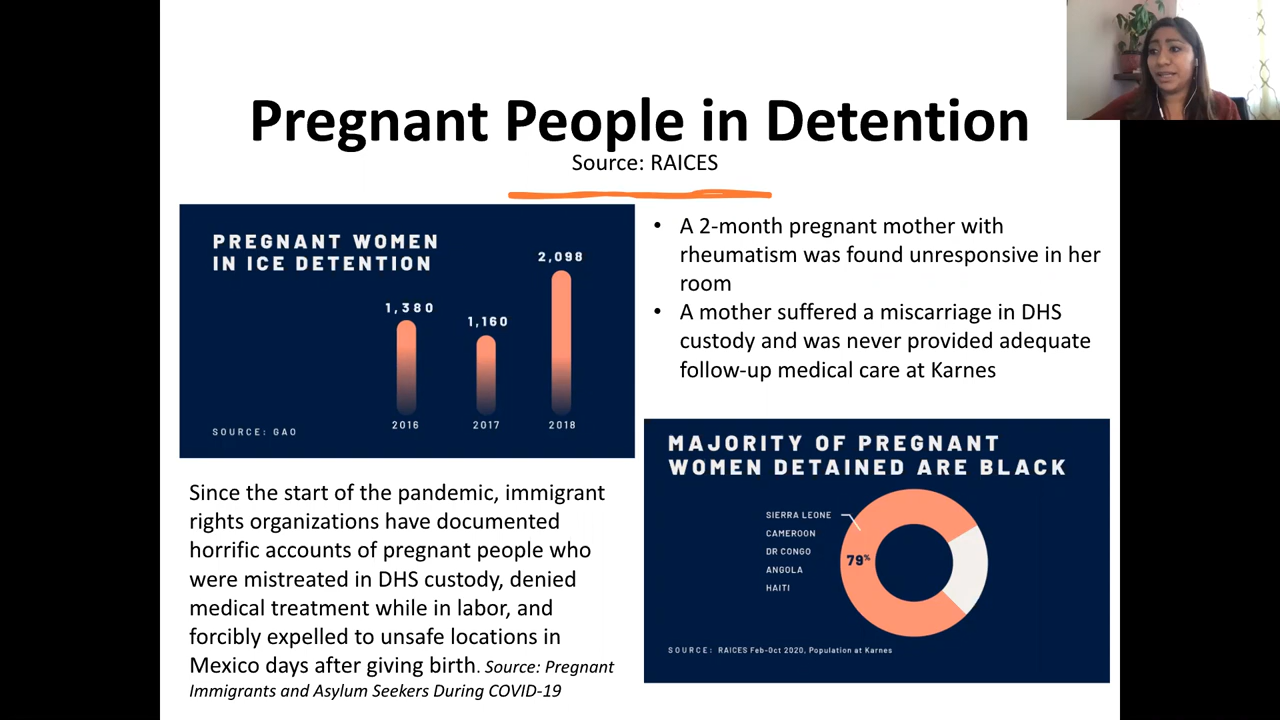 Pregnant People in Detention
Source: RAICES
PREGNANT WOMEN
IN ICE DETENTION
1,380
1,160
2,098
2016
2017
2018
SOURCE: GAO
• A 2-month pregnant mother with
rheumatism was found unresponsive in her
room
• A mother suffered a miscarriage in DHS
custody and was never provided adequate
follow-up medical care at Karnes
Since the start of the pandemic, immigrant
rights organizations have documented
horrific accounts of pregnant people who
were mistreated in DHS custody, denied
medical treatment while in labor, and
forcibly expelled to unsafe locations in
Mexico days after giving birth. Source: Pregnant
Immigrants and Asylum Seekers During COVID-19
MAJORITY OF PREGNANT
WOMEN DETAINED ARE BLACK
SIERRA LEONE
CAMEROON
DR CONGO
ANGOLA
HAITI
79%
SOURCE: RAICES Feb-Oct 2020, Population at Karnes